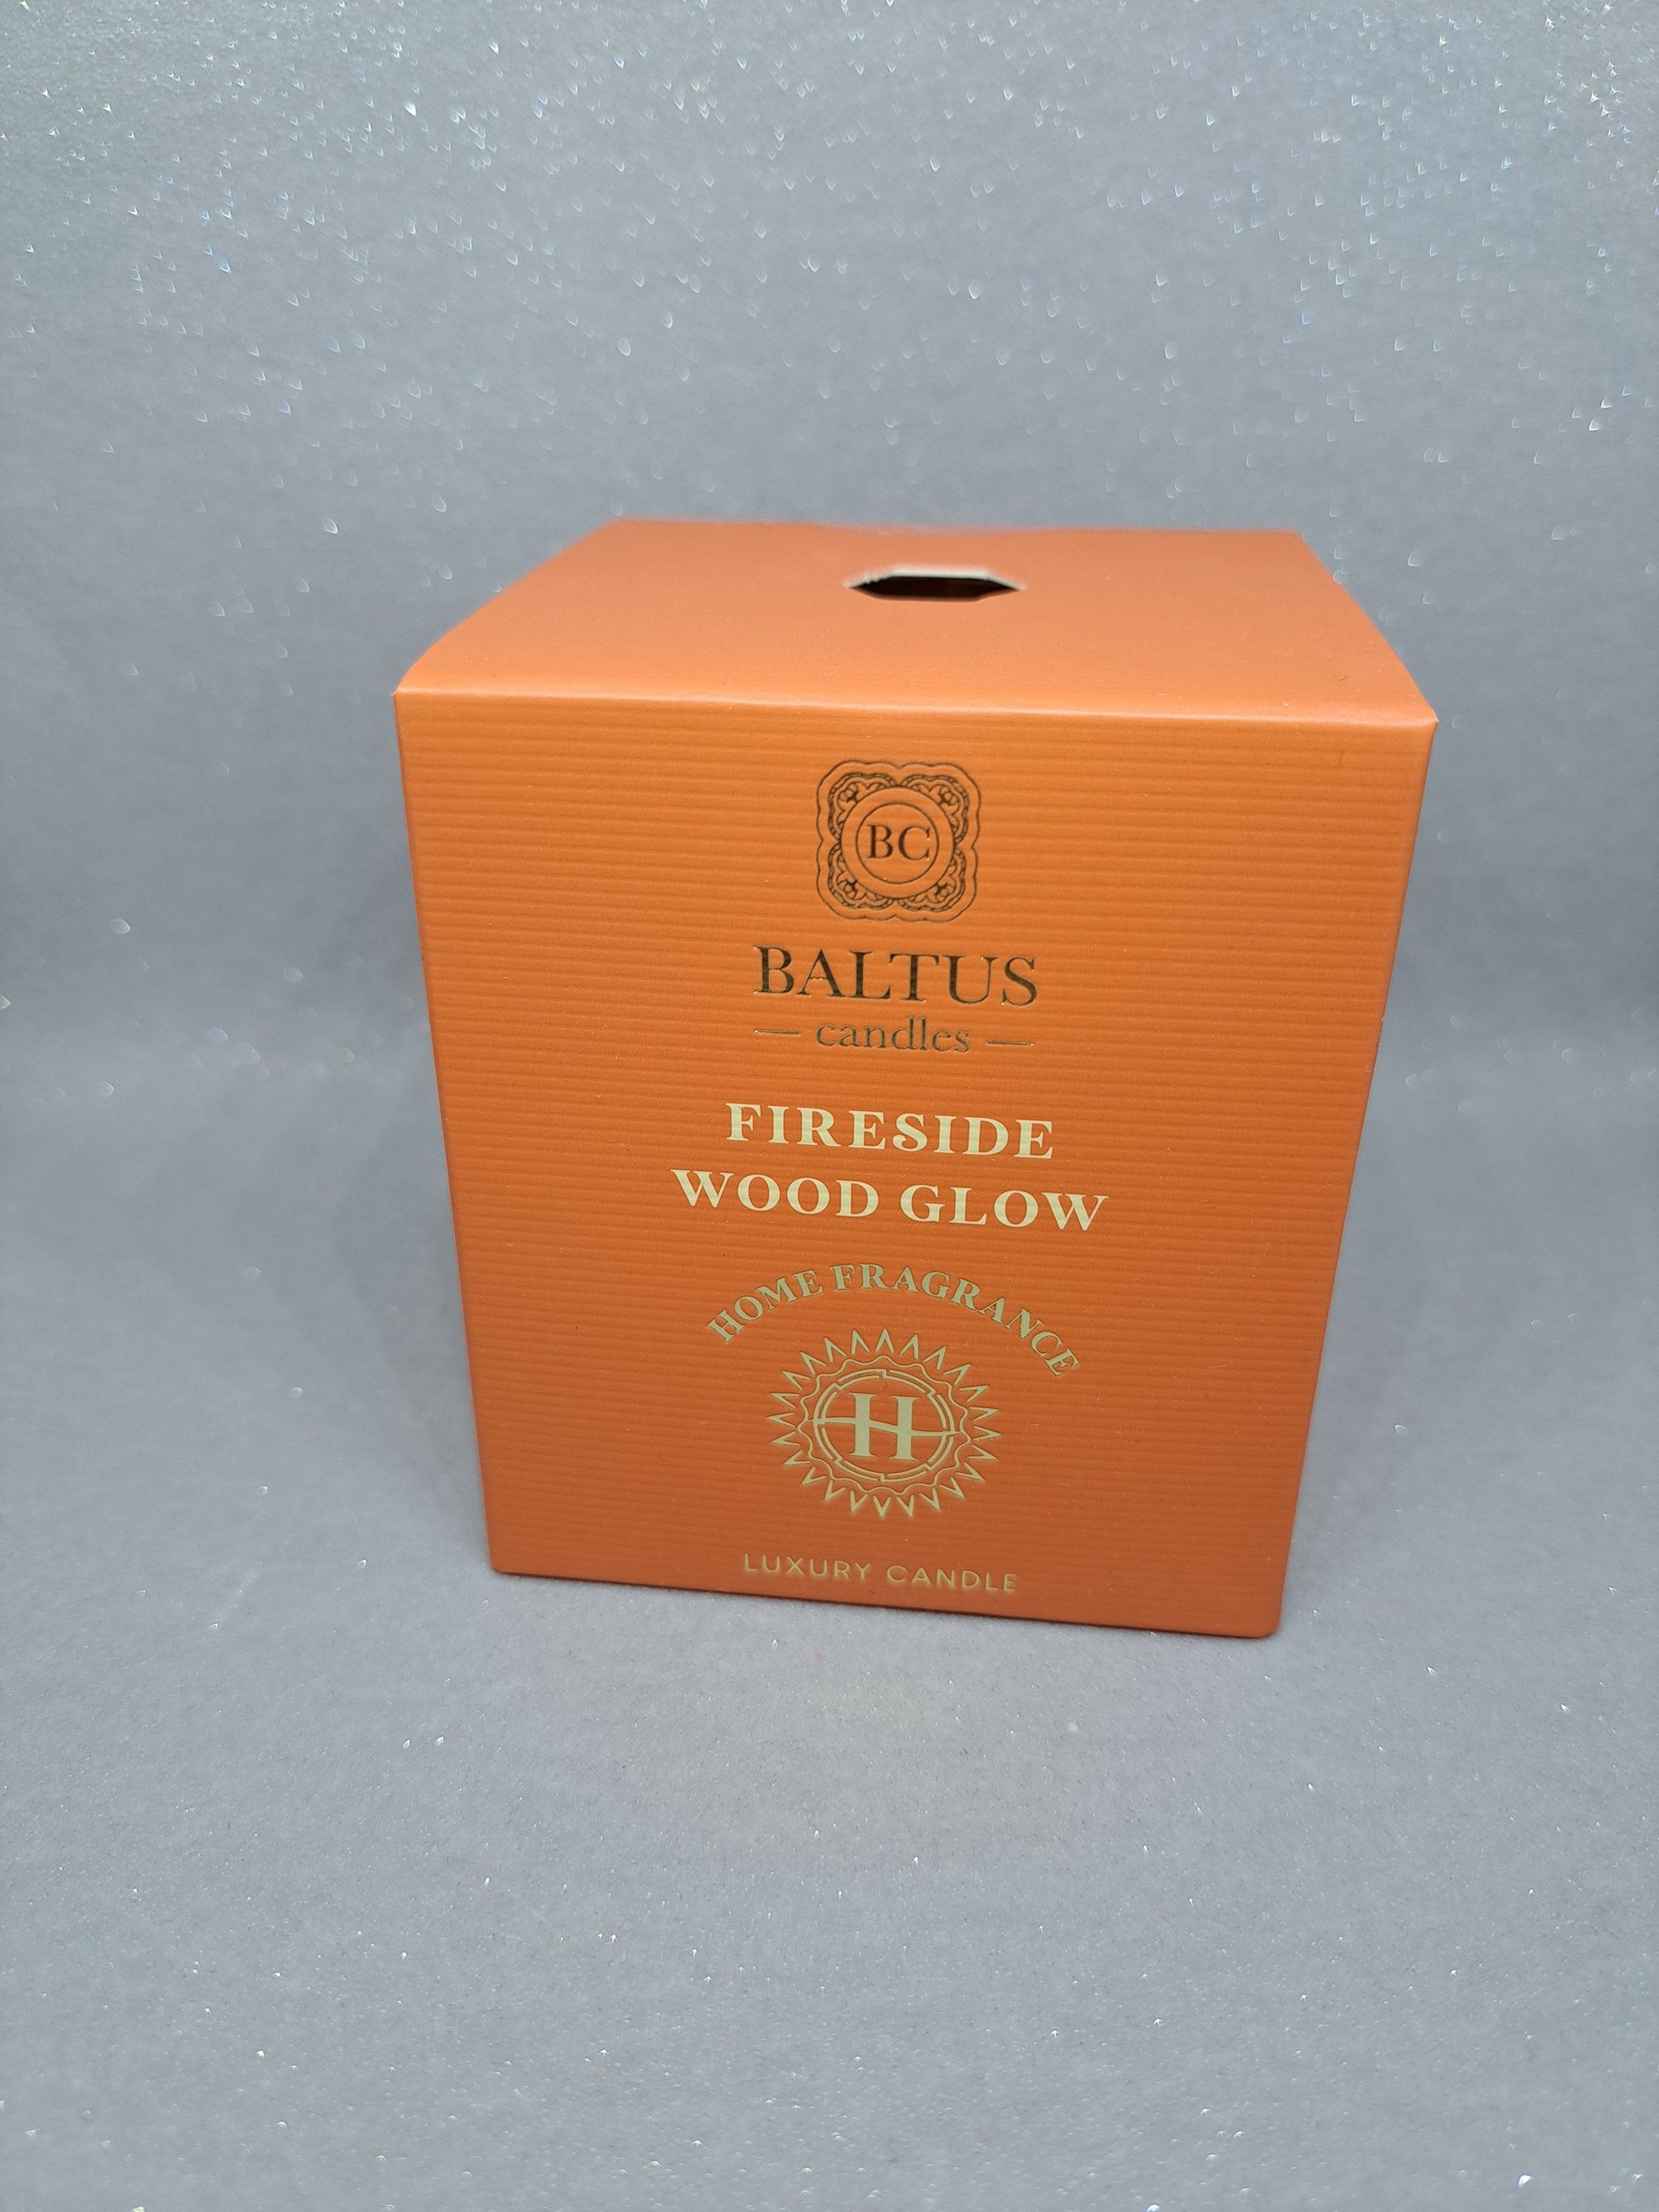 BC
BALTUS
— candles —
FIRESIDE
WOOD GLOW
HOME FRAGRANCE
H
LUXURY CANDLE